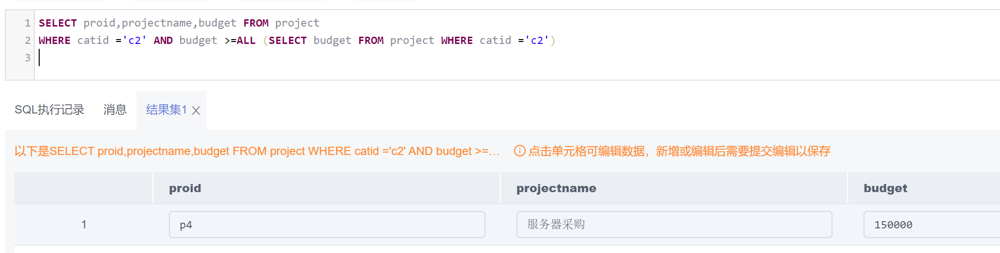 1 SELECT proid,projectname,budget FROM project
2 WHERE catid ='c2' AND budget >=ALL (SELECT budget FROM project WHERE catid ='c2')
3
SQL执行记录 消息 结果集1 X
以下是SELECT proid,projectname,budget FROM project WHERE catid ='c2' AND budget >=... 点击单元格可编辑数据，新增或编辑后需要提交编辑以保存
proid projectname budget
1 p4 服务器采购 150000